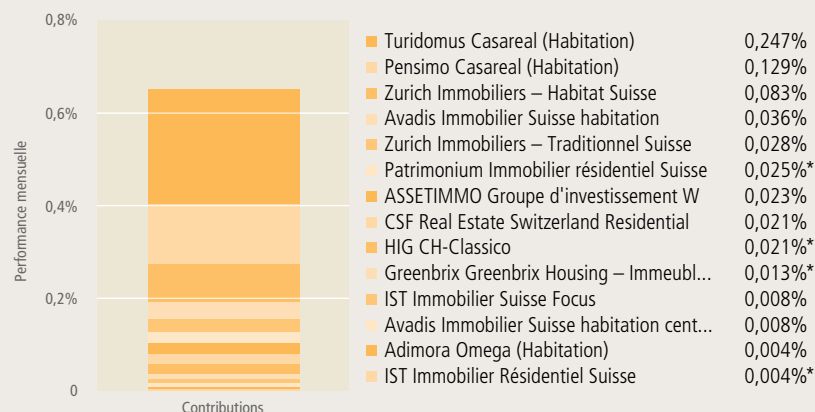 0,8%
0,6%
0,4%
0,2%
0
Performance mensuelle
Contributions
Turidomus Casareal (Habitation) 0,247%
Pensimo Casareal (Habitation) 0,129%
Zurich Immobiliers – Habitat Suisse 0,083%
Avadis Immobilier Suisse habitation 0,036%
Zurich Immobiliers – Traditionnel Suisse 0,028%
Patrimonium Immobilier résidentiel Suisse 0,025%*
ASSETIMMO Groupe d'investissement W 0,023%
CSF Real Estate Switzerland Residential 0,021%
HIG CH-Classico 0,021%*
Greenbrix Greenbrix Housing – Immeubl... 0,013%*
IST Immobilier Suisse Focus 0,008%
Avadis Immobilier Suisse habitation cent... 0,008%
Adimora Omega (Habitation) 0,004%
IST Immobilier Résidentiel Suisse 0,004%*